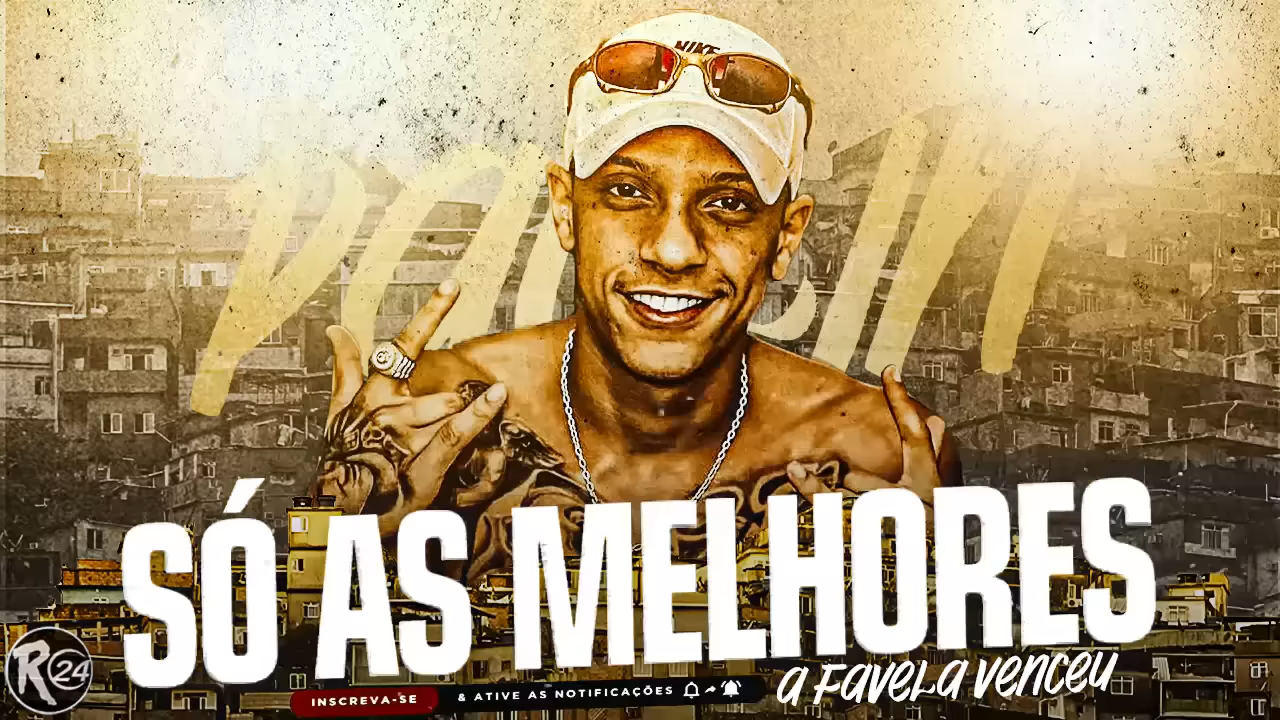 NIKE
SÓ AS MELHORES
a Favela venceu
INSCREVA-SE & ATIVE AS NOTIFICAÇÕES
R24